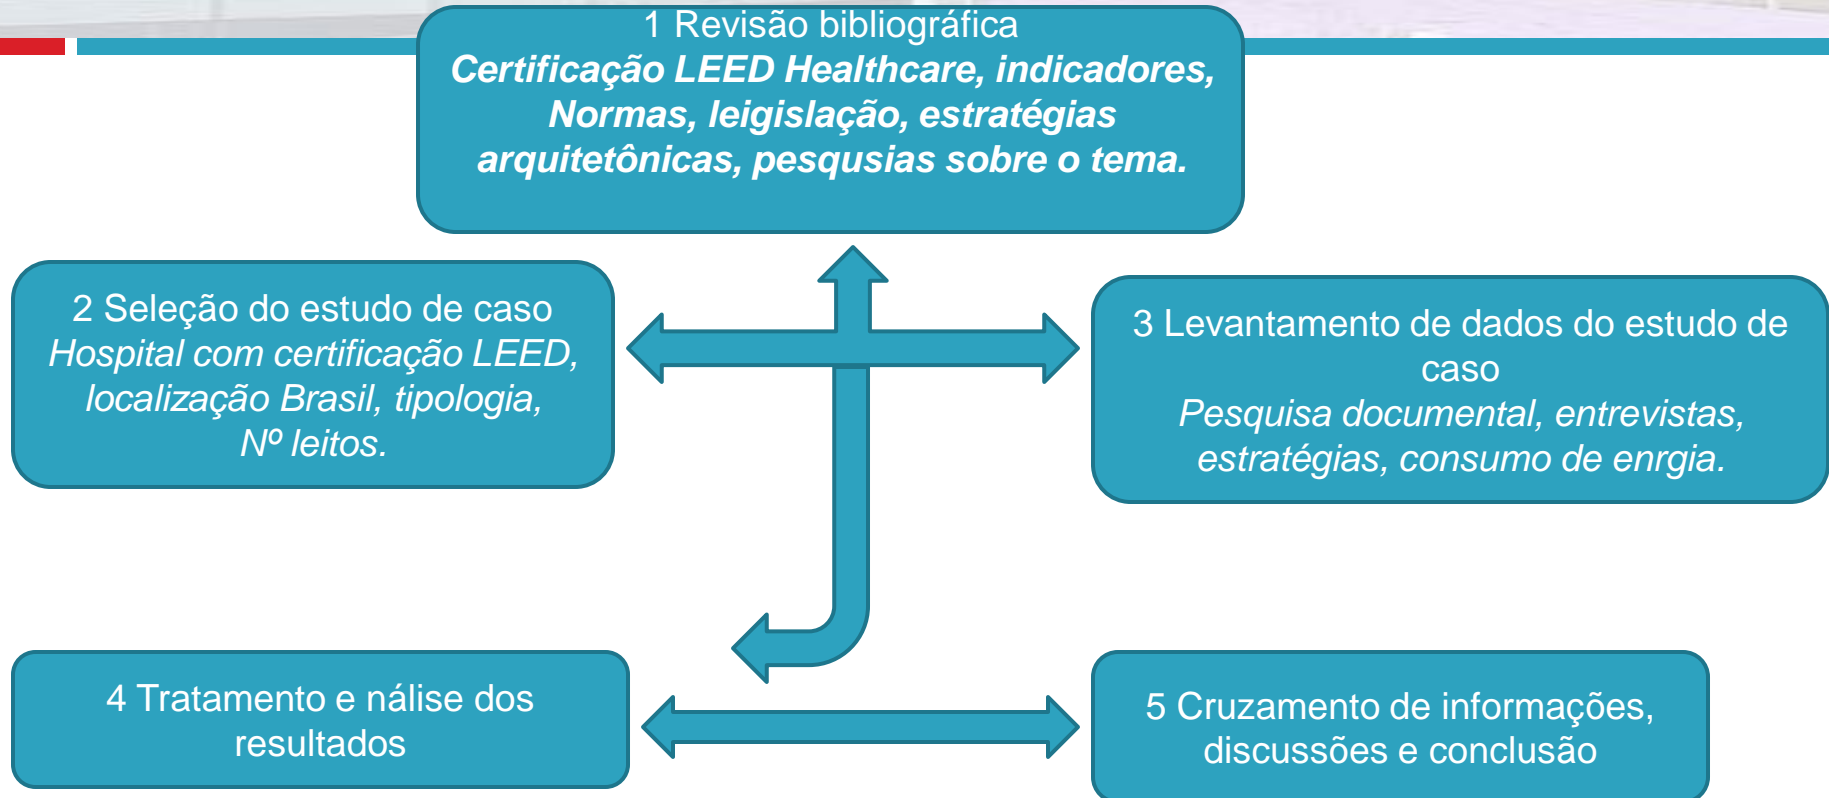 1 Revisão bibliográfica
Certificação LEED Healthcare, indicadores,
Normas, leigislação, estratégias
arquitetônicas, pesqusias sobre o tema.
2 Seleção do estudo de caso
Hospital com certificação LEED,
localização Brasil, tipologia,
Nº leitos.
3 Levantamento de dados do estudo de
caso
Pesquisa documental, entrevistas,
estratégias, consumo de enrgia.
4 Tratamento e nálise dos
resultados
5 Cruzamento de informações,
discussões e conclusão